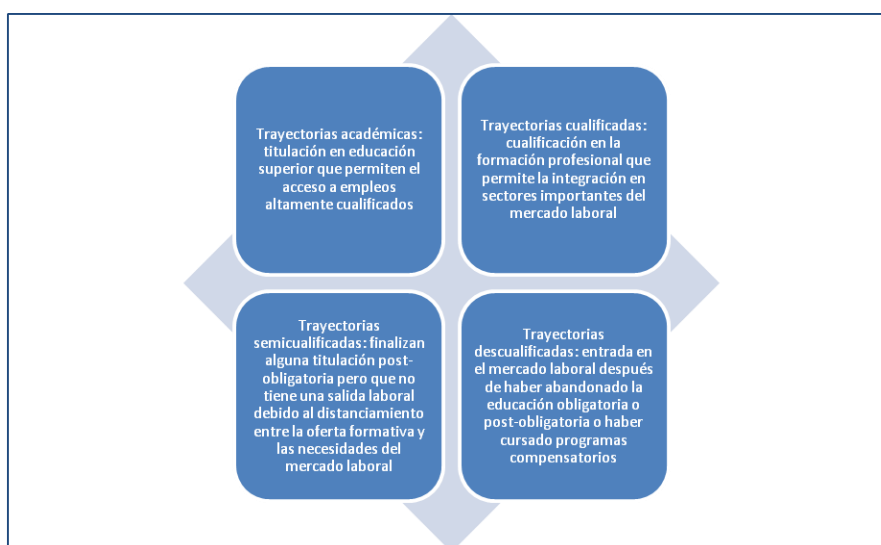 Trayectorias académicas:
titulación en educación
superior que permiten el
acceso a empleos
altamente cualificados
Trayectorias cualificadas:
cualificación en la
formación profesional que
permite la integración en
sectores importantes del
mercado laboral
Trayectorias
semicualificadas: finalizan
alguna titulación post-
obligatoria pero que no
tiene una salida laboral
debido al distanciamiento
entre la oferta formativa y
las necesidades del
mercado laboral
Trayectorias
descualificadas: entrada en
el mercado laboral después
de haber abandonado la
educación obligatoria o
post-obligatoria o haber
cursado programas
compensatorios